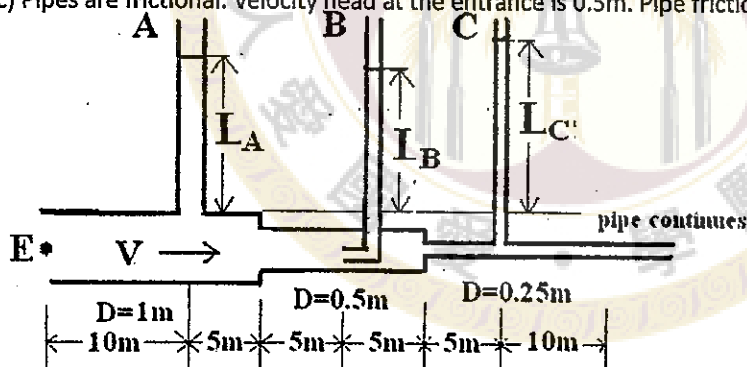 c) Pipes are frictional. Velocity head at the entrance is 0.5m. Pipe frictio
A B C
L_A L_B L_C
pipe continues
E V
D=1m D=0.5m D=0.25m
10m 5m 5m 5m 5m 10m